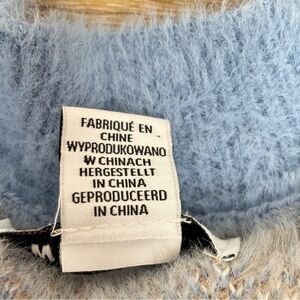 FABRIQUÉ EN
CHINE
WYPRODUKOWANO
W CHINACH
HERGESTELLT
IN CHINA
GEPRODUCEERD
IN CHINA